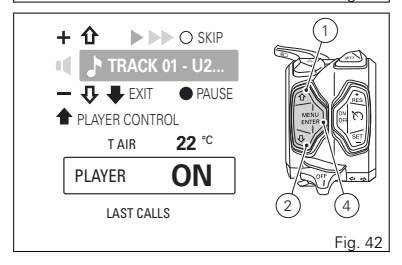 + SKIP
TRACK 01 - U2...
- EXIT PAUSE
PLAYER CONTROL
T AIR 22 °C
PLAYER ON
LAST CALLS
1
RES
MENU
ENTER
ON
OFF
SET
OFF
2
4
Fig. 42